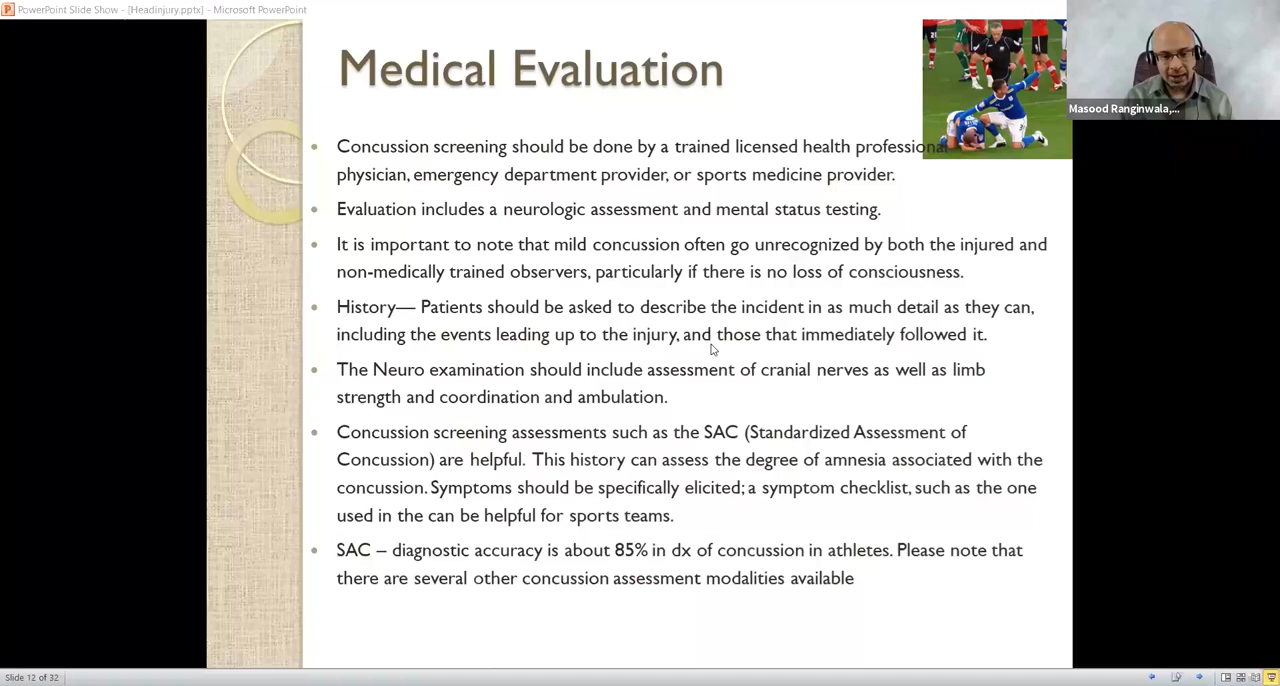 PowerPoint Slide Show - [Headinjury.pptx] - Microsoft PowerPoint
Medical Evaluation
Masood Ranginwala,...
Concussion screening should be done by a trained licensed health professional
physician, emergency department provider, or sports medicine provider.
Evaluation includes a neurologic assessment and mental status testing.
It is important to note that mild concussion often go unrecognized by both the injured and
non-medically trained observers, particularly if there is no loss of consciousness.
History— Patients should be asked to describe the incident in as much detail as they can,
including the events leading up to the injury, and those that immediately followed it.
The Neuro examination should include assessment of cranial nerves as well as limb
strength and coordination and ambulation.
Concussion screening assessments such as the SAC (Standardized Assessment of
Concussion) are helpful. This history can assess the degree of amnesia associated with the
concussion. Symptoms should be specifically elicited; a symptom checklist, such as the one
used in the can be helpful for sports teams.
SAC – diagnostic accuracy is about 85% in dx of concussion in athletes. Please note that
there are several other concussion assessment modalities available
Slide 12 of 32